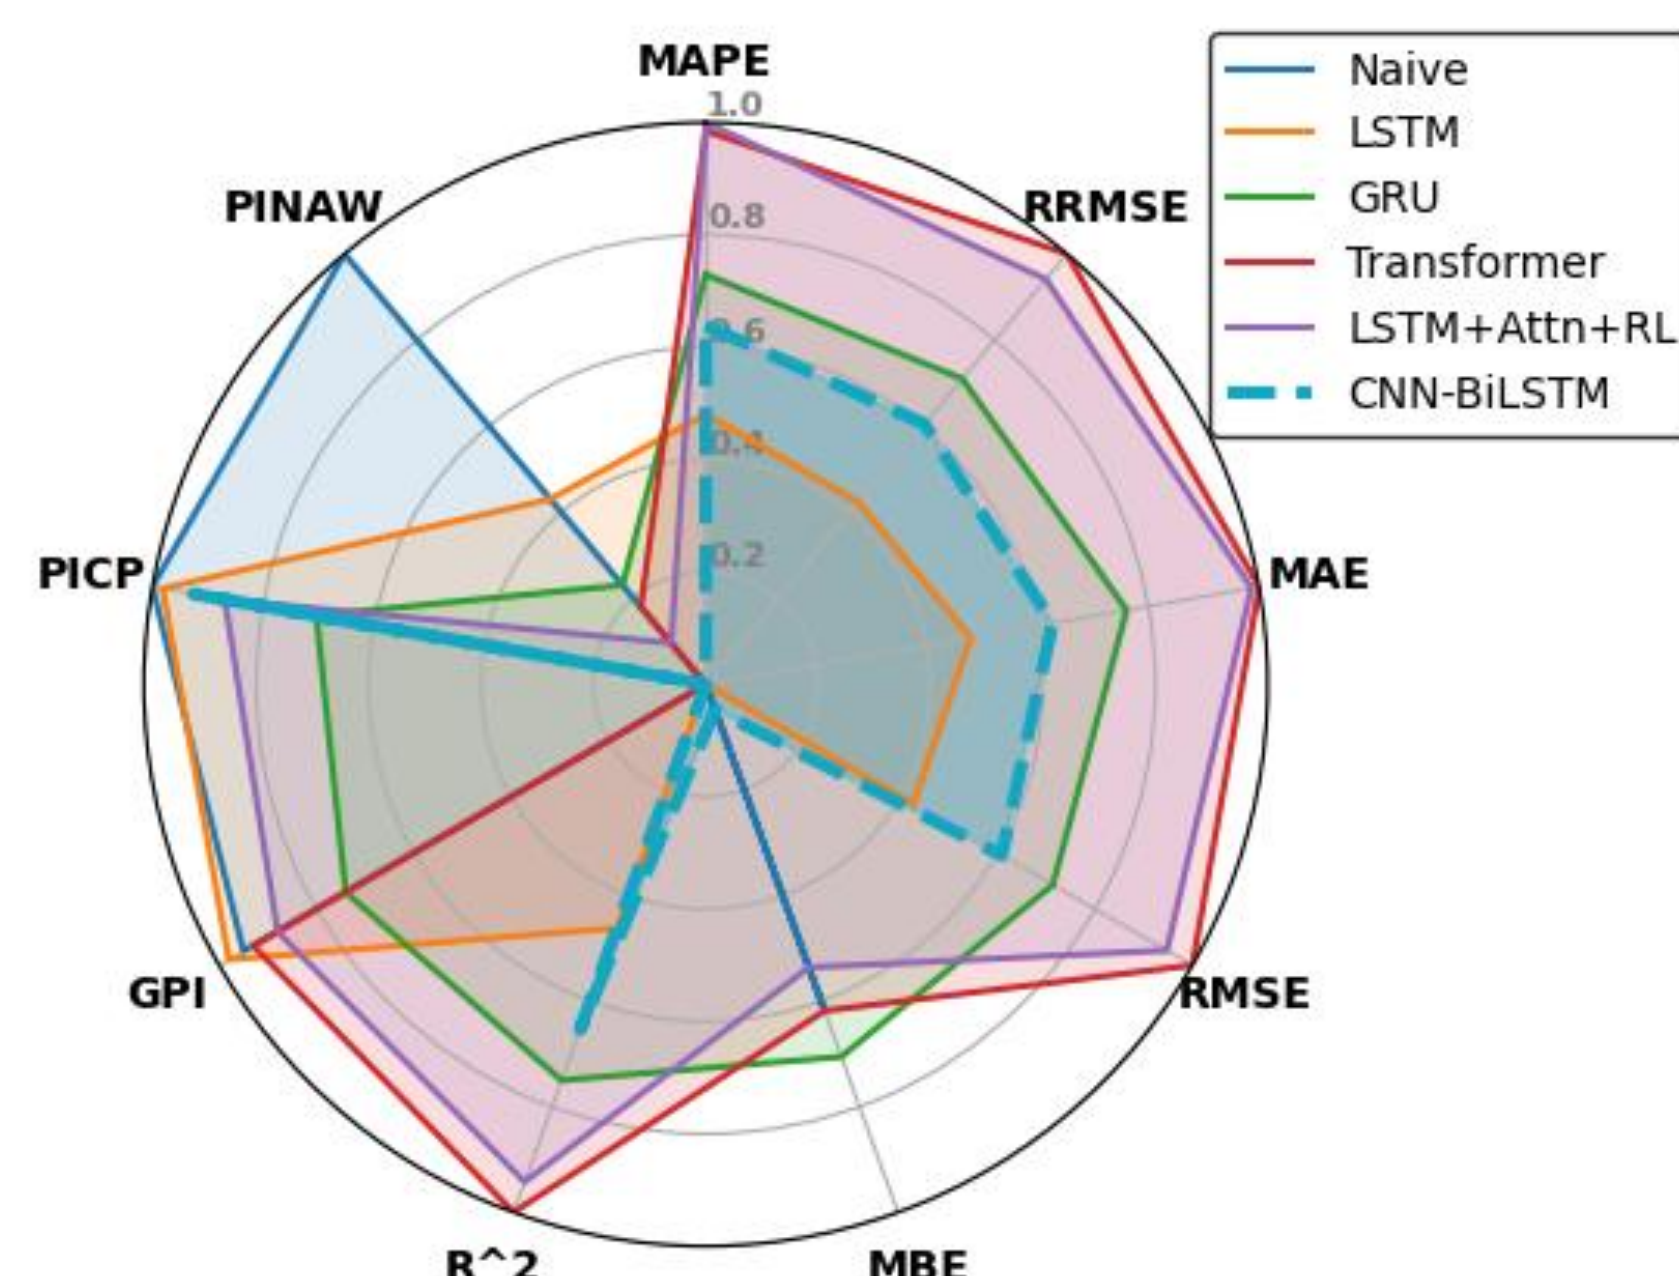 MAPE
1.0
PINAW
RRMSE
0.8
0.6
0.4
0.2
PICP
MAE
GPI
RMSE
R^2
MBE
Naive
LSTM
GRU
Transformer
LSTM+Attn+RL
CNN-BiLSTM